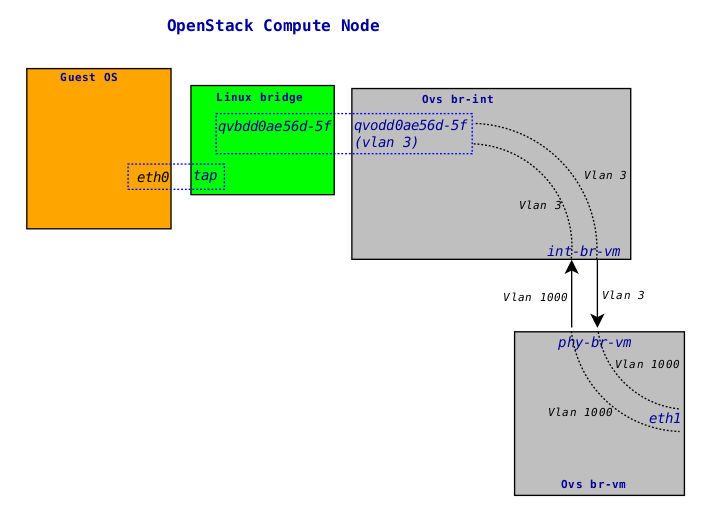 OpenStack Compute Node
Guest OS
Linux bridge
Ovs br-int
qvbdd0ae56d-5f
qvodd0ae56d-5f
(vlan 3)
eth0
tap
Vlan 3
Vlan 3
int-br-vm
Vlan 1000
Vlan 3
phy-br-vm
Vlan 1000
Vlan 1000
eth1
Ovs br-vm